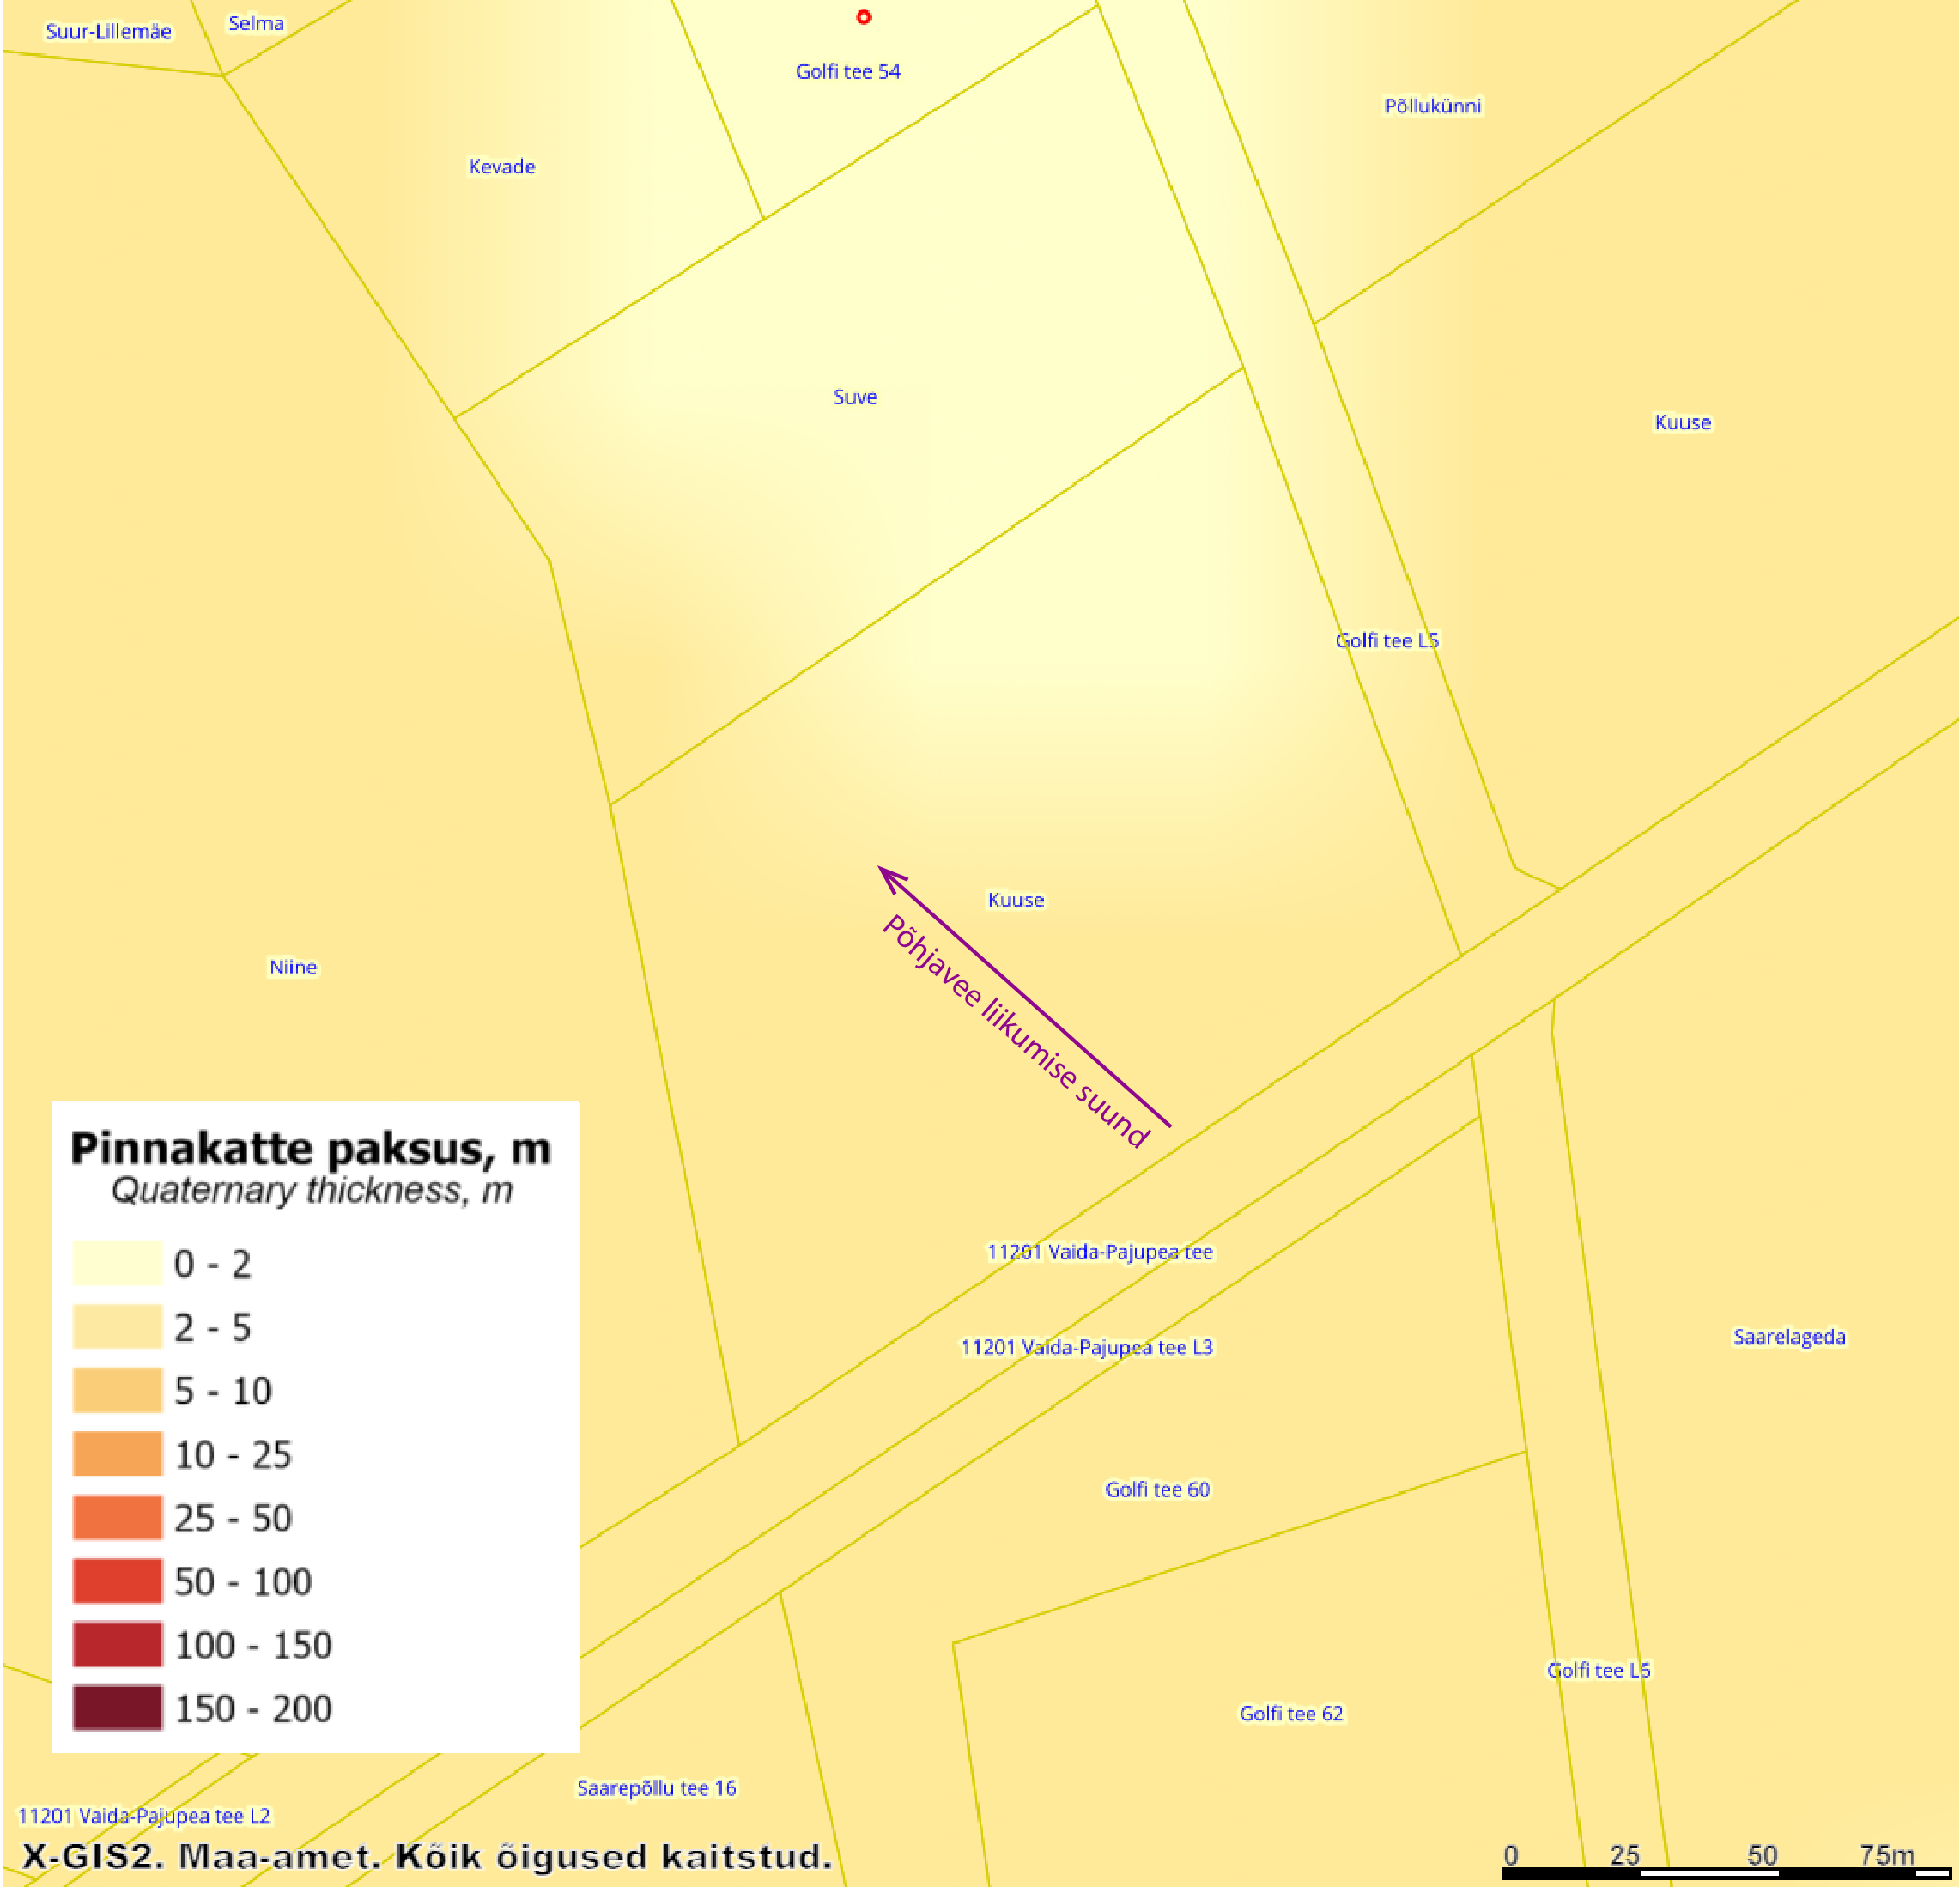 Suur-Lillemäe
Selma
Golfi tee 54
Põllukünni
Kevade
Suve
Kuuse
Golfi tee L5
Kuuse
Põhjavee liikumise suund
Niine
Pinnakatte paksus, m
Quaternary thickness, m
0 - 2
2 - 5
5 - 10
10 - 25
25 - 50
50 - 100
100 - 150
150 - 200
11201 Vaida-Pajupea tee
11201 Vaida-Pajupea tee L3
Saarelageda
Golfi tee 60
Golfi tee L6
Golfi tee 62
Saarepõllu tee 16
11201 Vaida-Pajupea tee L2
X-GIS2. Maa-amet. Kõik õigused kaitstud.
0 25 50 75m